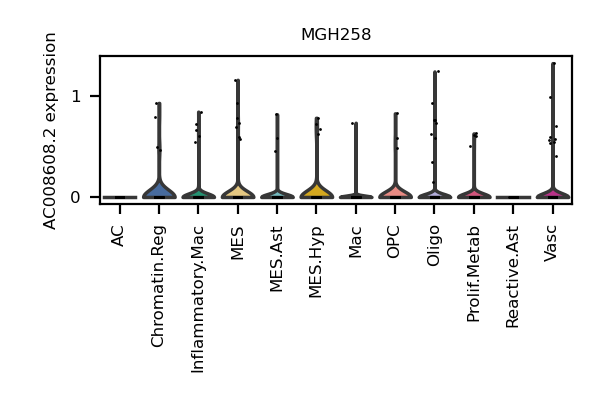 MGH258
AC008608.2 expression
1
0
AC
Chromatin.Reg
Inflammatory.Mac
MES
MES.Ast
MES.Hyp
Mac
OPC
Oligo
Prolif.Metab
Reactive.Ast
Vasc